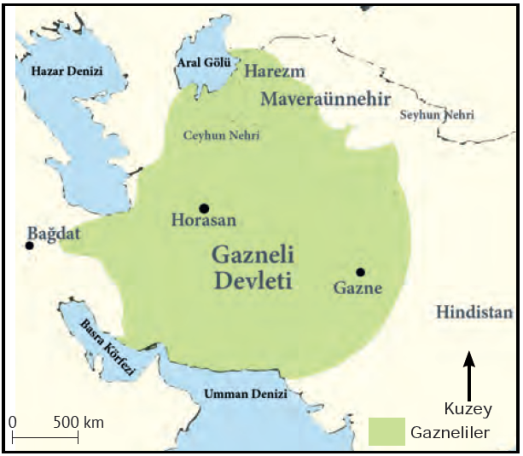 Aral Gölü
Hazar Denizi
Harezm
Maveraünnehir
Seyhun Nehri
Ceyhun Nehri
Horasan
Bağdat
Gazneli
Devleti
Gazne
Hindistan
Basra Körfezi
Umman Denizi
Kuzey
0 500 km
Gazneliler